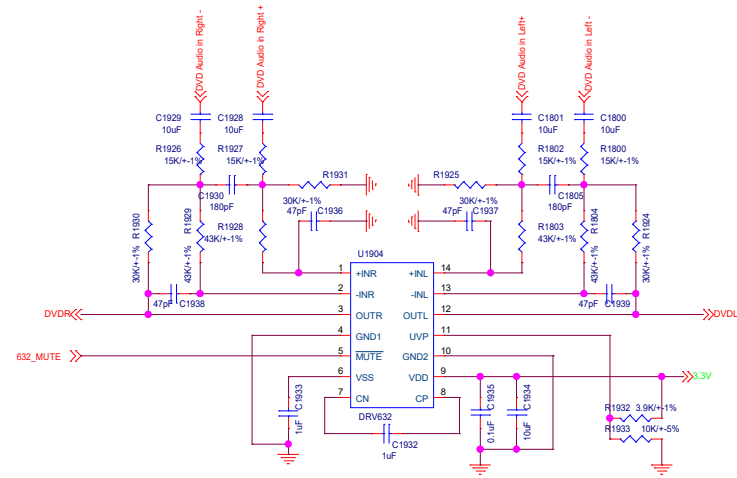 DVD Audio in Right -
DVD Audio in Right +
DVD Audio in Left+
DVD Audio in Left -
C1929
10uF
C1928
10uF
C1801
10uF
C1800
10uF
R1926
15K/+-1%
R1927
15K/+-1%
R1802
15K/+-1%
R1800
15K/+-1%
R1931
30K/+-1%
R1925
30K/+-1%
C1930
180pF
C1805
180pF
47pF
C1936
47pF
C1937
R1930
30K/+-1%
R1929
43K/+-1%
R1928
43K/+-1%
R1803
43K/+-1%
R1804
43K/+-1%
R1924
30K/+-1%
U1904
1
+INR
+INL
14
2
-INR
-INL
13
3
OUTR
OUTL
12
4
GND1
UVP
11
5
MUTE
GND2
10
6
VSS
VDD
9
7
CN
CP
8
DRV632
47pF
C1938
47pF
C1939
DVDR
DVDL
632_MUTE
3.3V
C1933
1uF
C1932
1uF
C1935
0.1uF
C1934
10uF
R1932
3.9K/+-1%
R1933
10K/+-5%